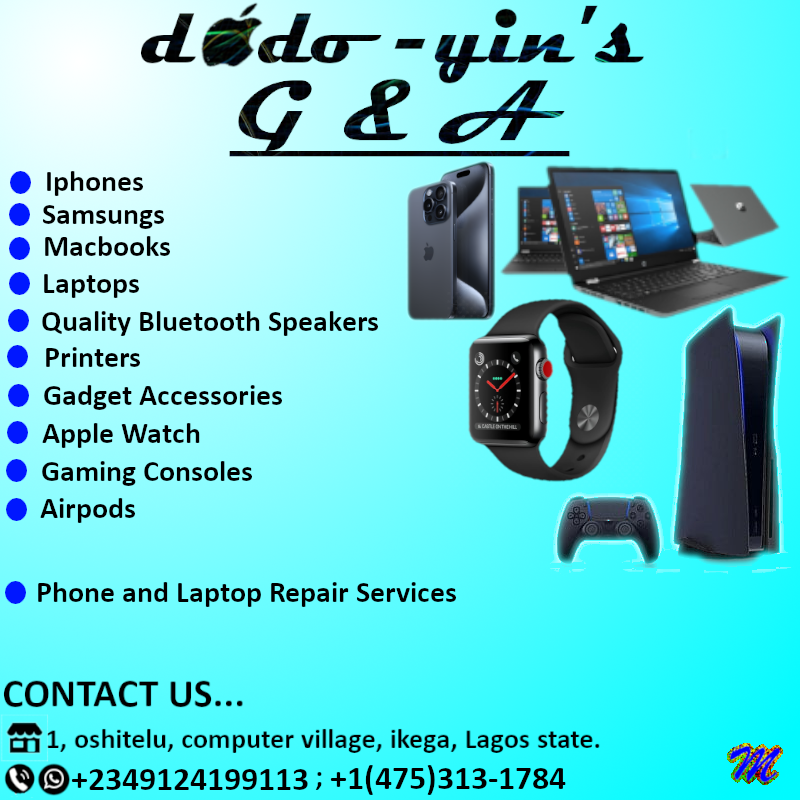 dodo-yin's
G & A
Iphones
Samsungs
Macbooks
Laptops
Quality Bluetooth Speakers
Printers
Gadget Accessories
Apple Watch
Gaming Consoles
Airpods
Phone and Laptop Repair Services
CONTACT US...
1, oshitelu, computer village, ikega, Lagos state.
+2349124199113 ; +1(475)313-1784
M